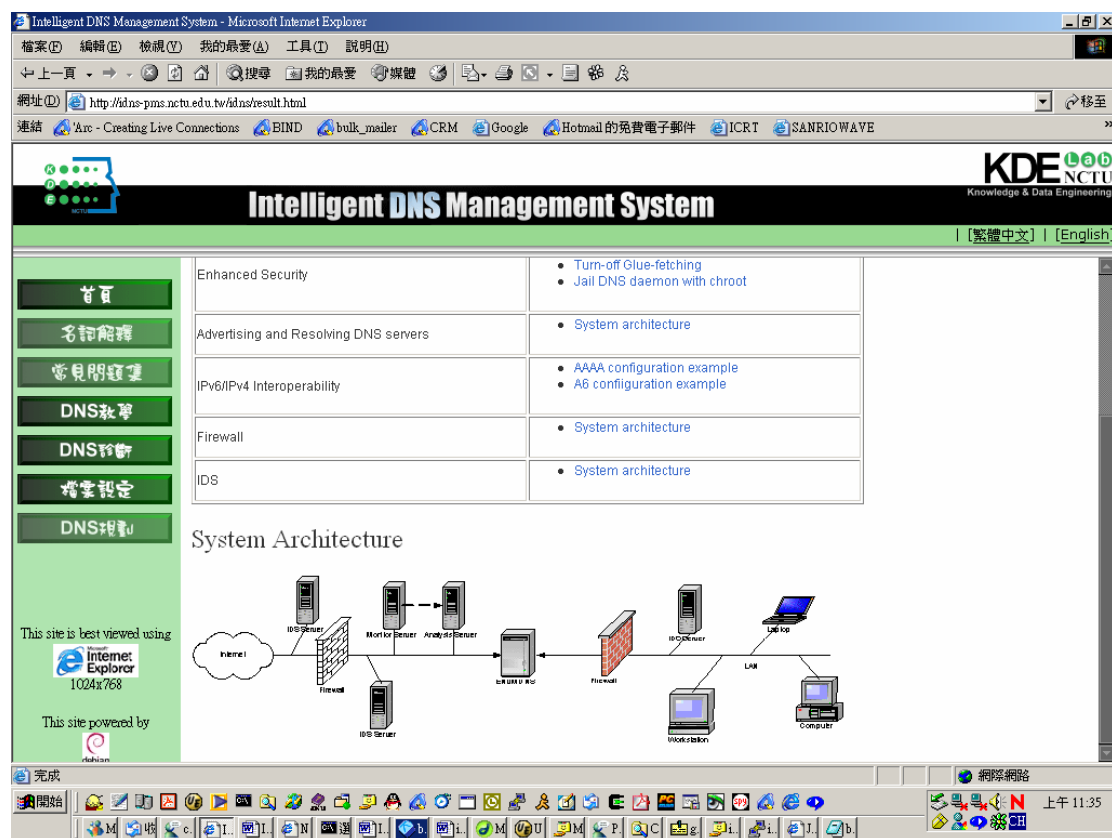 Intelligent DNS Management System - Microsoft Internet Explorer
檔案(F) 編輯(E) 檢視(V) 我的最愛(A) 工具(T) 說明(H)
上一頁 搜尋 我的最愛 媒體
網址(D) http://idns-pms.nctu.edu.tw/idns/result.html 移至
連結 'Arc - Creating Live Connections BIND bulk_mailer CRM Google Hotmail 的免費電子郵件 ICRT SANRIOWAVE »
KDE NCTU
KDE Lab NCTU
Knowledge & Data Engineering
Intelligent DNS Management System
| [繁體中文] | [English]
首頁
名詞解釋
常見問題集
DNS教學
DNS診斷
檔案設定
DNS規劃
This site is best viewed using
Microsoft Internet Explorer
1024x768
This site powered by
debian
Enhanced Security
Turn-off Glue-fetching
Jail DNS daemon with chroot
Advertising and Resolving DNS servers
System architecture
IPv6/IPv4 Interoperability
AAAA configuration example
A6 confiiguration example
Firewall
System architecture
IDS
System architecture
System Architecture
Internet
IDS Server
Firewall
Monitor Server
Analysis Server
IDS Server
Firewall
IDS Server
Laptop
LAN
Workstation
Computer
完成
網際網路
開始
上午 11:35
M 收 c. I.. I.. N 選 I.. b. i.. M U M P. C g. i.. i.. J. b.
N
CH